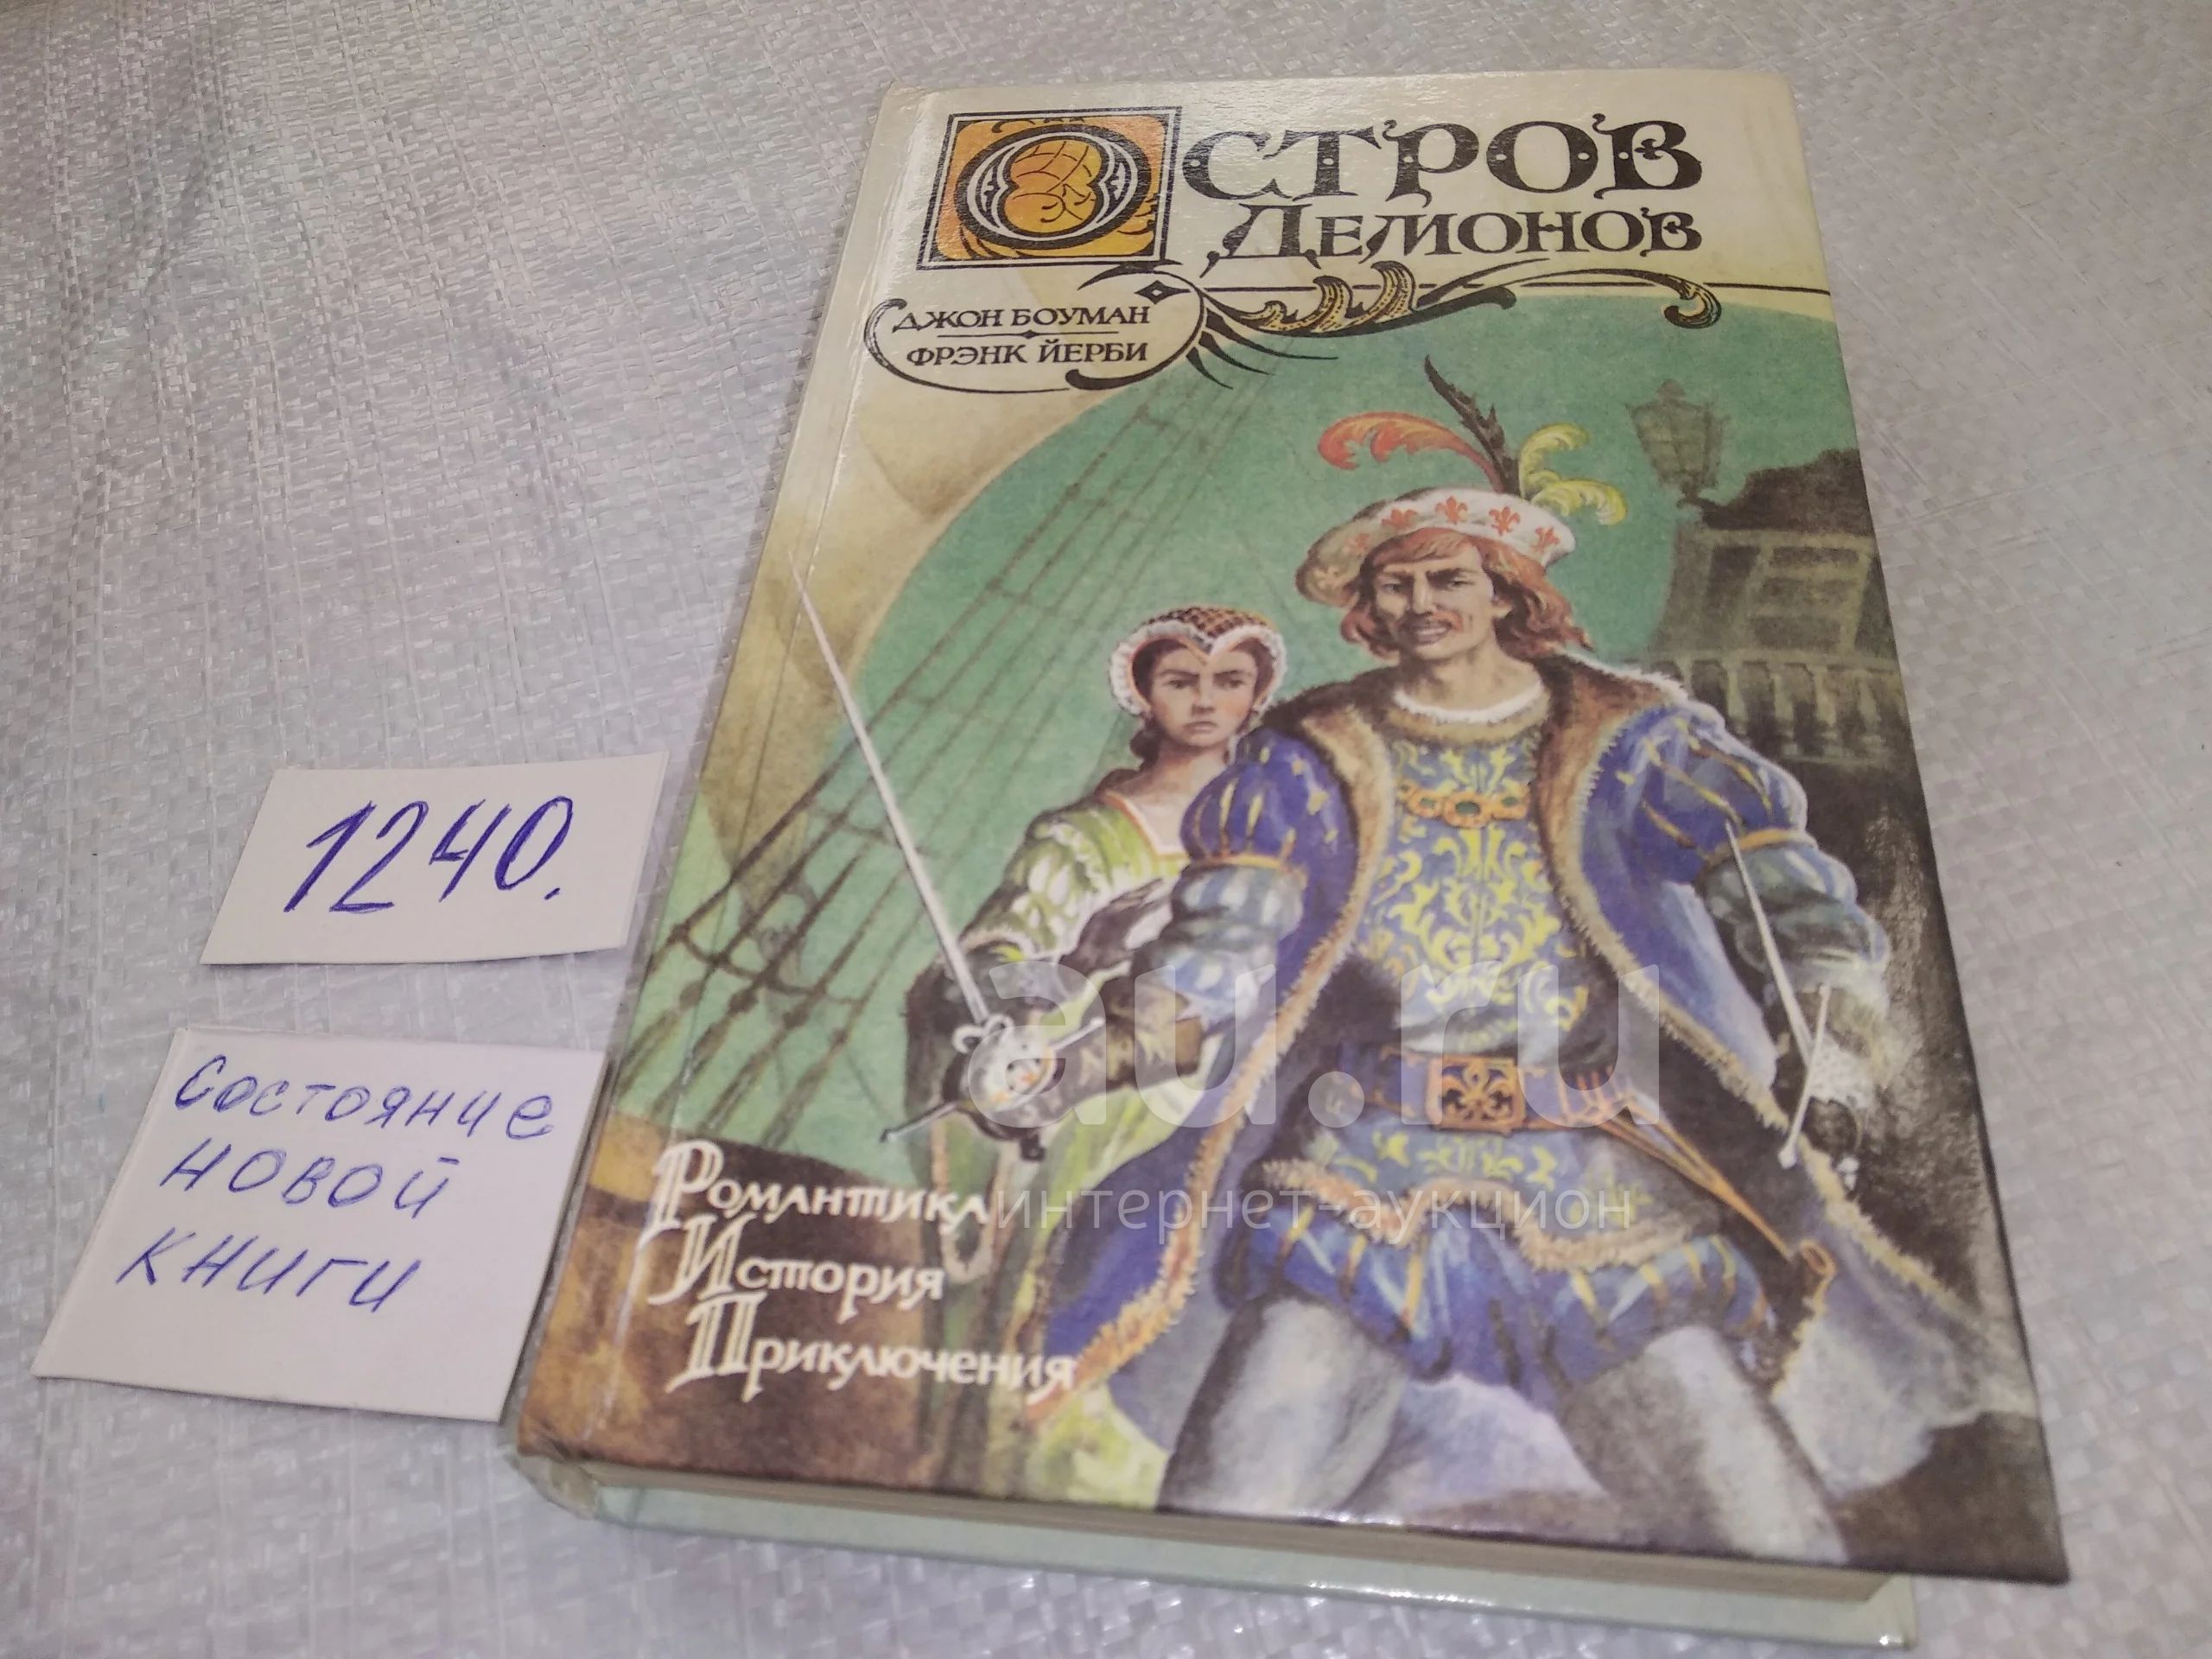 ОСТРОВ
ДЕМОНОВ
ДЖОН БОУМАН
ФРЭНК ЙЕРБИ
1240.
Состояние
новой
книги
au.ru
интернет-аукцион
Романтика
История
Приключения